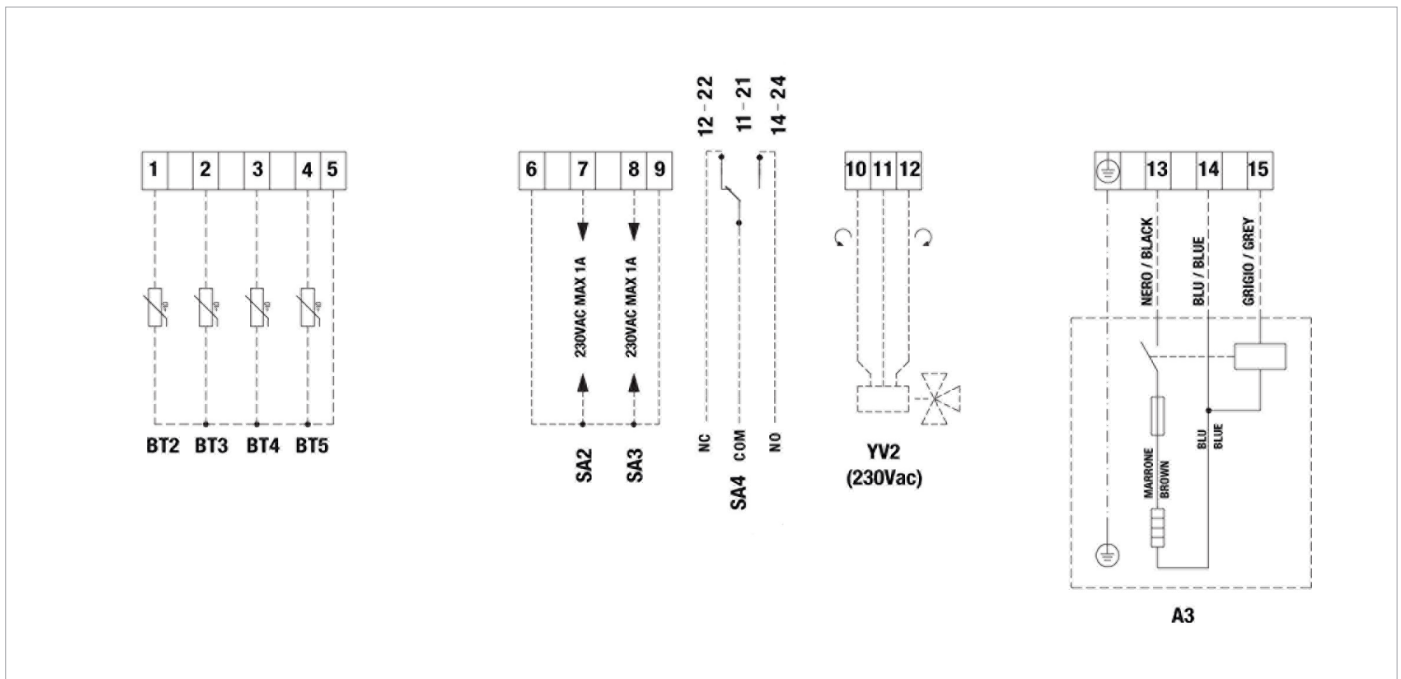 1 2 3 4 5
BT2 BT3 BT4 BT5
6 7 8 9
230VAC MAX 1A
230VAC MAX 1A
SA2
SA3
12 - 22
11 - 21
14 - 24
NC
COM
NO
SA4
10 11 12
YV2
(230Vac)
13 14 15
NERO / BLACK
BLU / BLUE
GRIGIO / GREY
MARRONE
BROWN
BLU
BLUE
A3